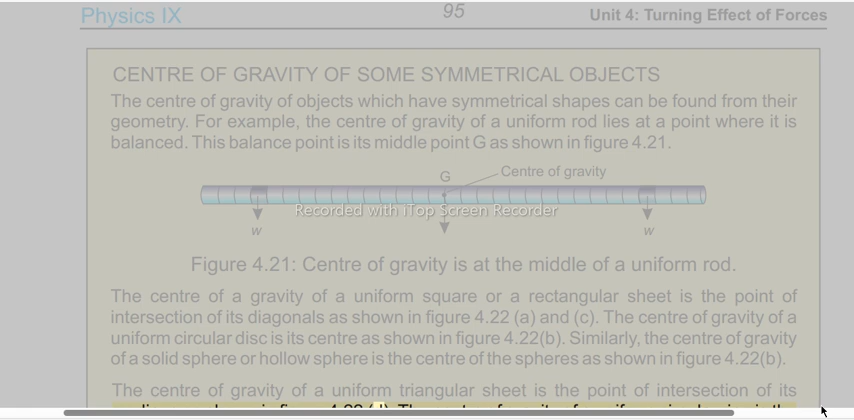 Physics IX
95
Unit 4: Turning Effect of Forces
CENTRE OF GRAVITY OF SOME SYMMETRICAL OBJECTS
The centre of gravity of objects which have symmetrical shapes can be found from their
geometry. For example, the centre of gravity of a uniform rod lies at a point where it is
balanced. This balance point is its middle point G as shown in figure 4.21.
G
Centre of gravity
Recorded with iTop Screen Recorder
w
w
Figure 4.21: Centre of gravity is at the middle of a uniform rod.
The centre of a gravity of a uniform square or a rectangular sheet is the point of
intersection of its diagonals as shown in figure 4.22 (a) and (c). The centre of gravity of a
uniform circular disc is its centre as shown in figure 4.22(b). Similarly, the centre of gravity
of a solid sphere or hollow sphere is the centre of the spheres as shown in figure 4.22(b).
The centre of gravity of a uniform triangular sheet is the point of intersection of its